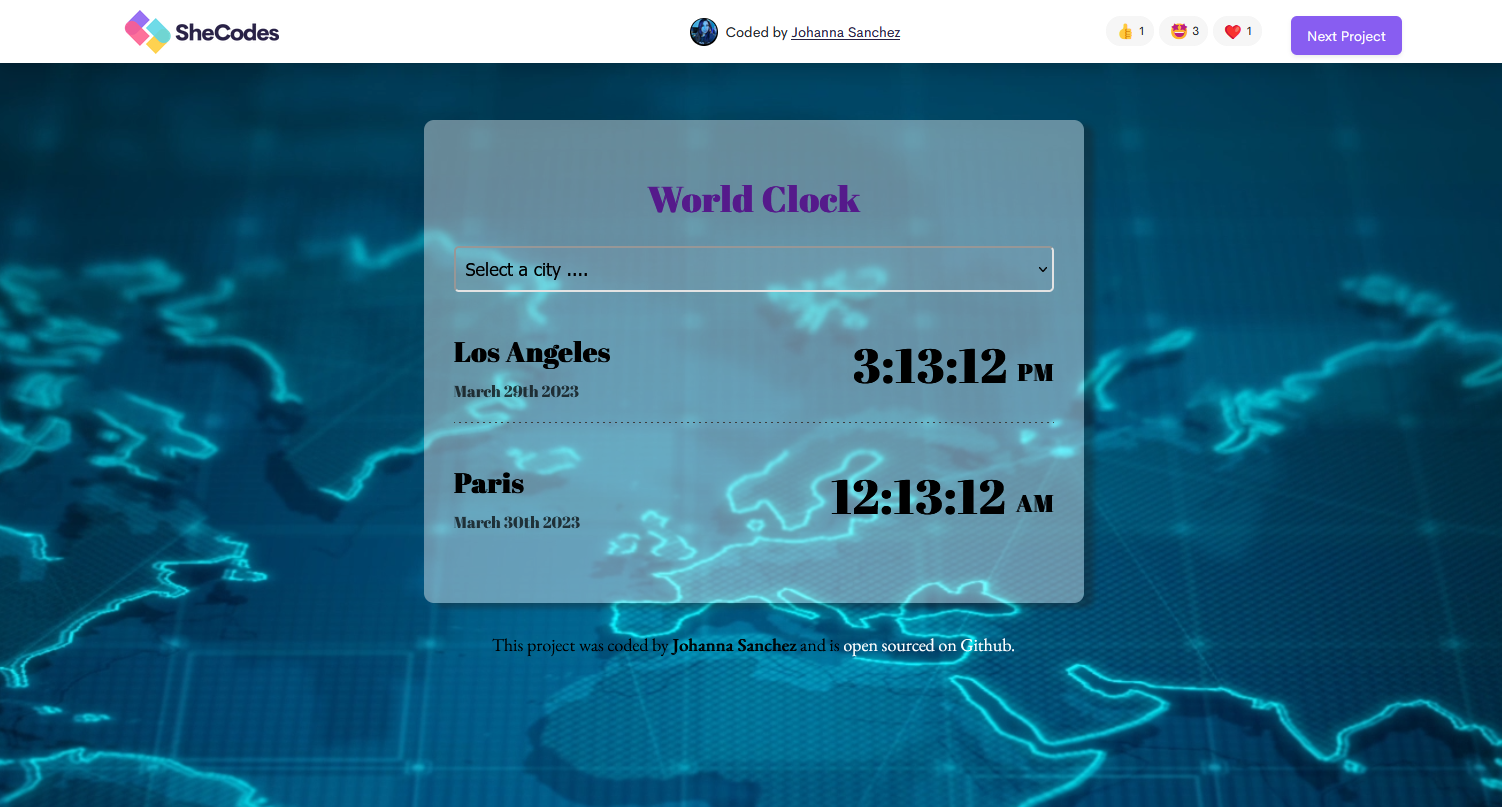 SheCodes
Coded by Johanna Sanchez
👍 1
🤩 3
❤️ 1
Next Project
World Clock
Select a city ....
Los Angeles
3:13:12 PM
March 29th 2023
Paris
12:13:12 AM
March 30th 2023
This project was coded by Johanna Sanchez and is open sourced on Github.